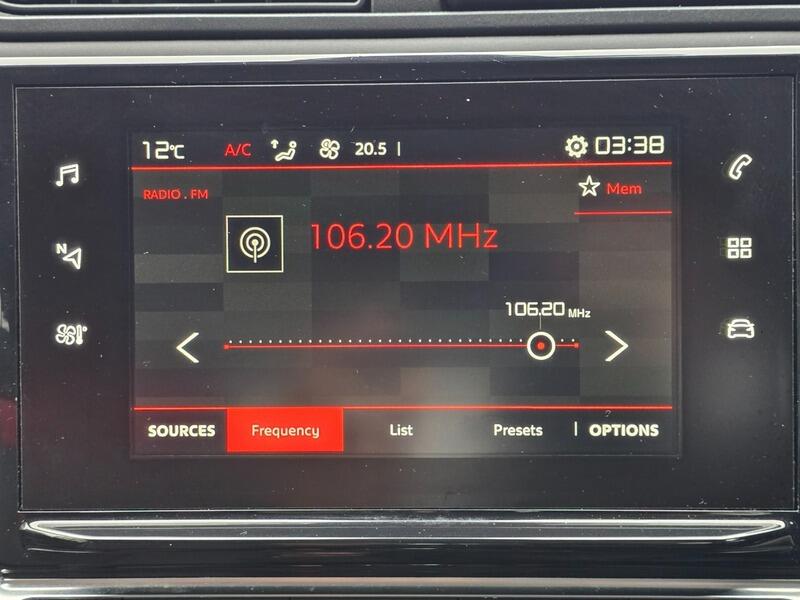 12°C A/C 20.5 03:38
RADIO . FM
Mem
106.20 MHz
N
106.20 MHz
SOURCES Frequency List Presets OPTIONS